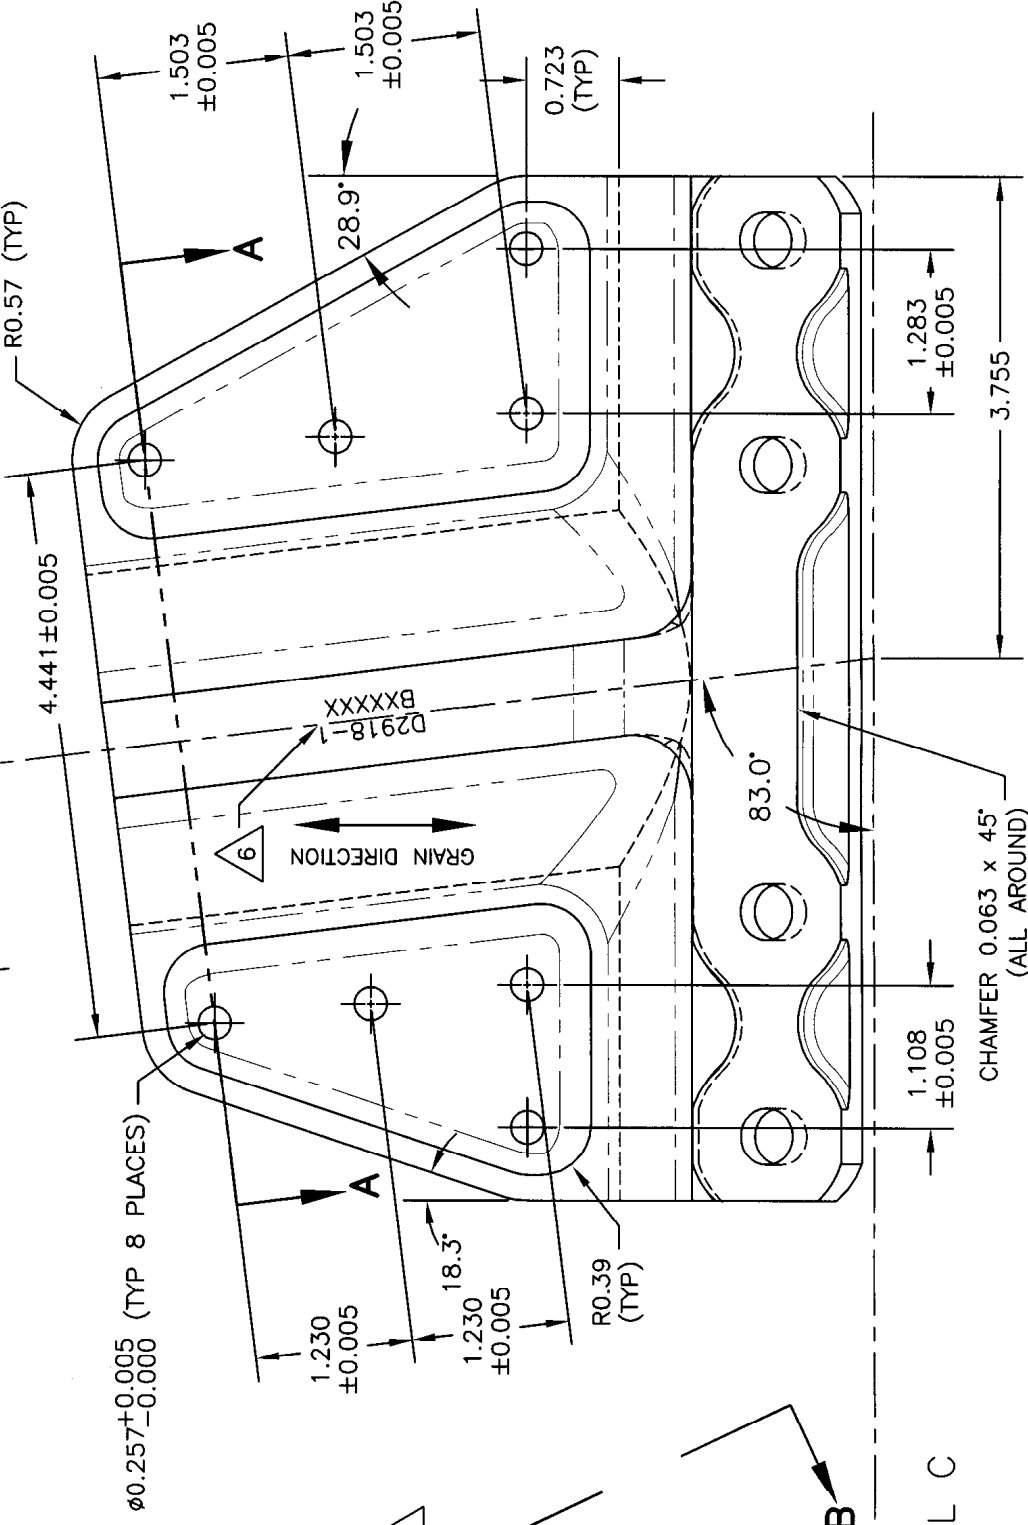 1.503
±0.005
1.503
±0.005
0.723
(TYP)
R0.57 (TYP)
A
28.9°
4.441±0.005
1.283
±0.005
3.755
D2918-1
BXXXXX
6
GRAIN DIRECTION
83.0°
CHAMFER 0.063 x 45°
(ALL AROUND)
1.108
±0.005
ø0.257+0.005
-0.000
(TYP 8 PLACES)
A
18.3°
1.230
±0.005
1.230
±0.005
R0.39
(TYP)
B
L C